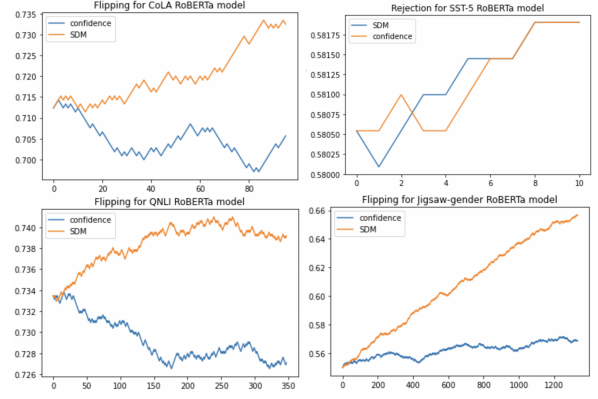 Flipping for CoLA RoBERTa model
0.735
0.730
0.725
0.720
0.715
0.710
0.705
0.700
confidence
SDM
0 20 40 60 80
Rejection for SST-5 RoBERTa model
0.58175
0.58150
0.58125
0.58100
0.58075
0.58050
0.58025
0.58000
SDM
confidence
0 2 4 6 8 10
Flipping for QNLI RoBERTa model
0.740
0.738
0.736
0.734
0.732
0.730
0.728
0.726
confidence
SDM
0 50 100 150 200 250 300 350
Flipping for Jigsaw-gender RoBERTa model
0.66
0.64
0.62
0.60
0.58
0.56
confidence
SDM
0 200 400 600 800 1000 1200